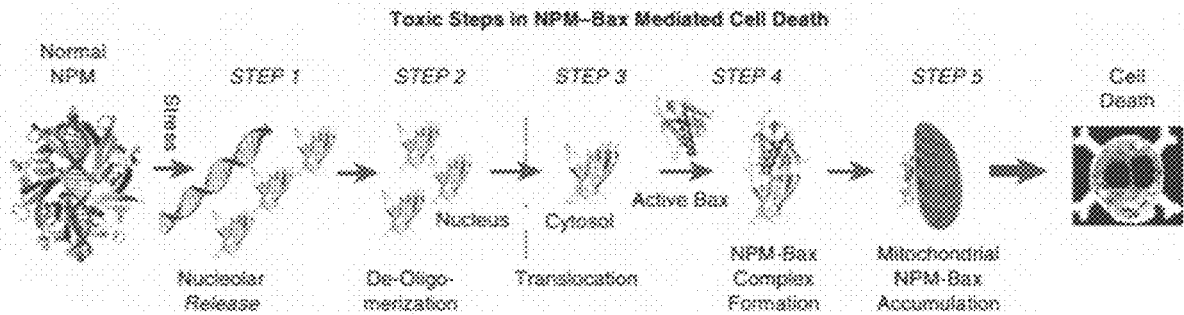 Toxic Steps in NPM-Bax Mediated Cell Death
Normal
NPM
Stress
STEP 1
STEP 2
STEP 3
STEP 4
STEP 5
Cell
Death
Nucleus
Cytosol
Active Bax
Nucleolar
Release
De-Oligo-
merization
Translocation
NPM-Bax
Complex
Formation
Mitochondrial
NPM-Bax
Accumulation